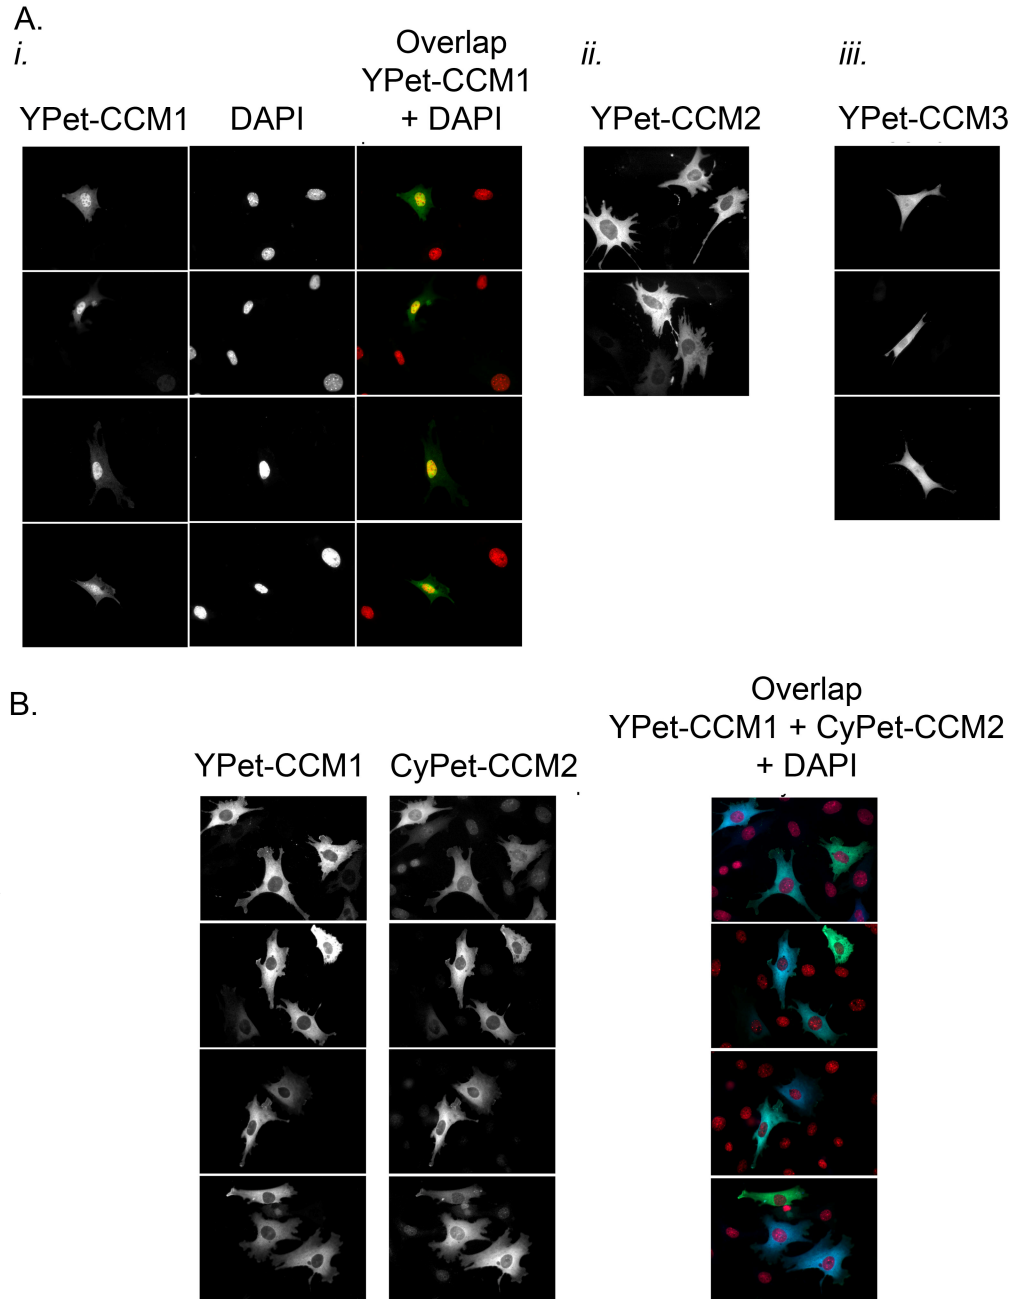 A.
i.
YPet-CCM1
DAPI
Overlap
YPet-CCM1
+ DAPI
ii.
YPet-CCM2
iii.
YPet-CCM3
B.
YPet-CCM1
CyPet-CCM2
Overlap
YPet-CCM1 + CyPet-CCM2
+ DAPI